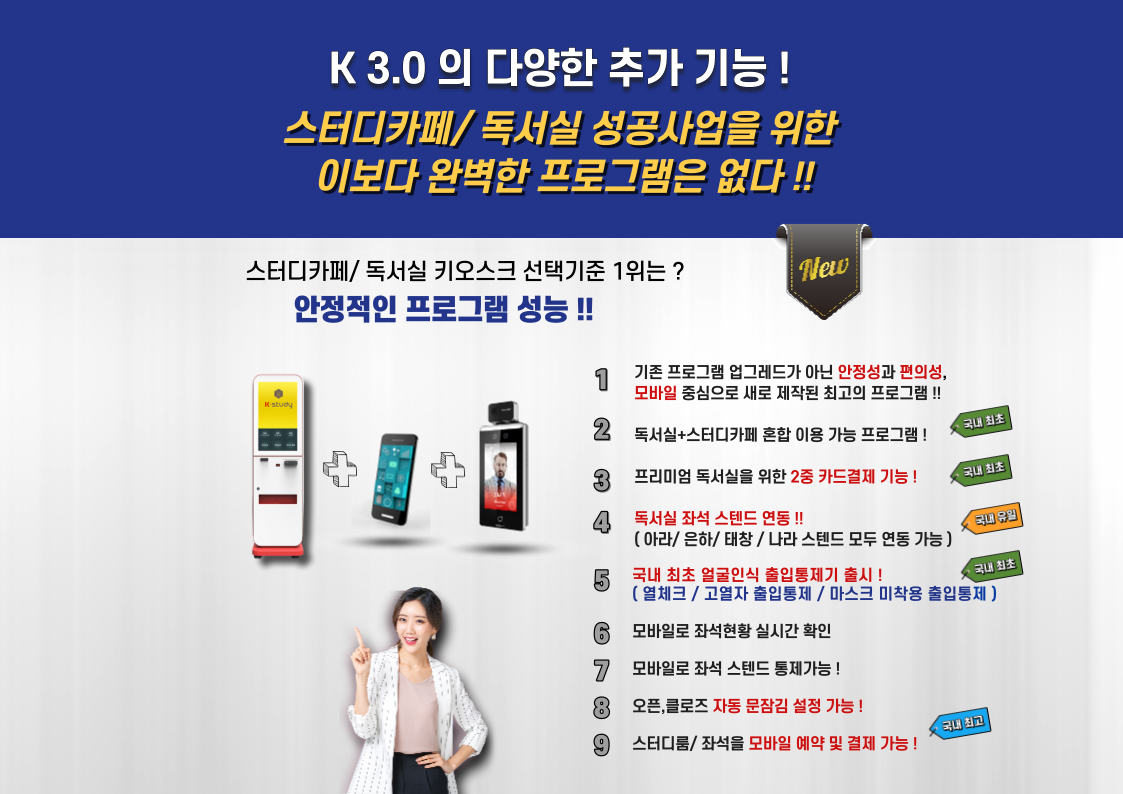 K 3.0 의 다양한 추가 기능 !
스터디카페/ 독서실 성공사업을 위한
이보다 완벽한 프로그램은 없다 !!
New
스터디카페/ 독서실 키오스크 선택기준 1위는 ?
안정적인 프로그램 성능 !!
K-study
1
기존 프로그램 업그레드가 아닌 안정성과 편의성,
모바일 중심으로 새로 제작된 최고의 프로그램 !!
2
독서실+스터디카페 혼합 이용 가능 프로그램 !
국내 최초
3
프리미엄 독서실을 위한 2중 카드결제 기능 !
국내 최초
4
독서실 좌석 스텐드 연동 !!
( 아라/ 은하/ 태창 / 나라 스텐드 모두 연동 가능 )
국내 유일
5
국내 최초 얼굴인식 출입통제기 출시 !
( 열체크 / 고열자 출입통제 / 마스크 미착용 출입통제 )
국내 최초
6
모바일로 좌석현황 실시간 확인
7
모바일로 좌석 스텐드 통제가능 !
8
오픈,클로즈 자동 문잠김 설정 가능 !
9
스터디룸/ 좌석을 모바일 예약 및 결제 가능 !
국내 최고